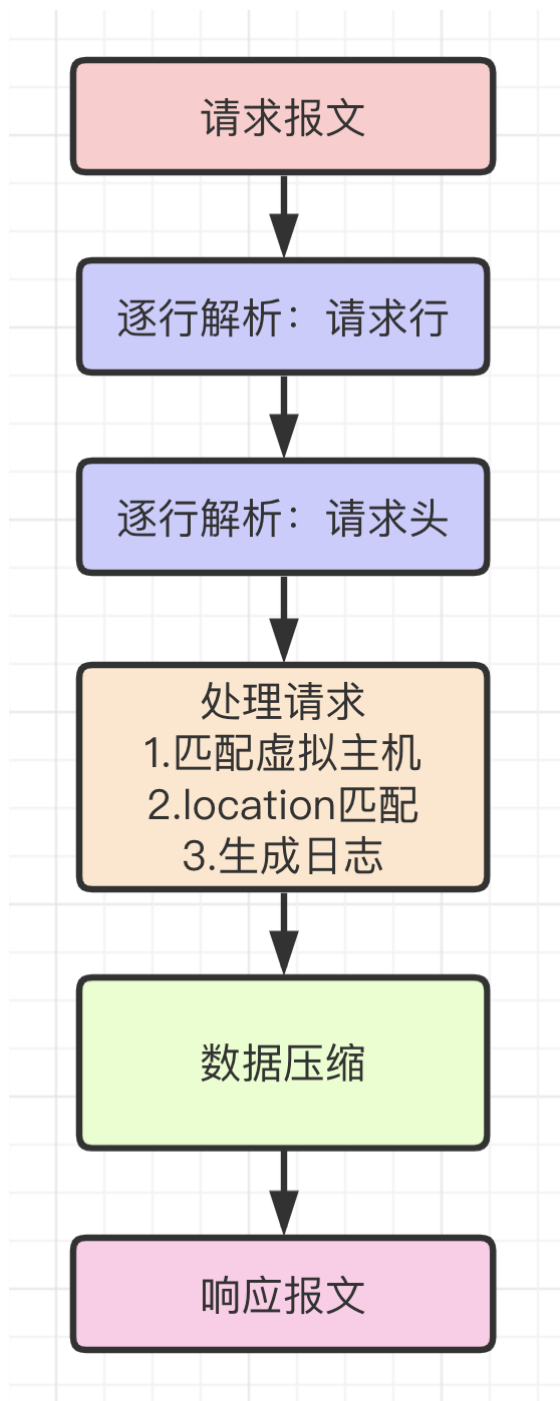 请求报文
逐行解析：请求行
逐行解析：请求头
处理请求
1.匹配虚拟主机
2.location匹配
3.生成日志
数据压缩
响应报文